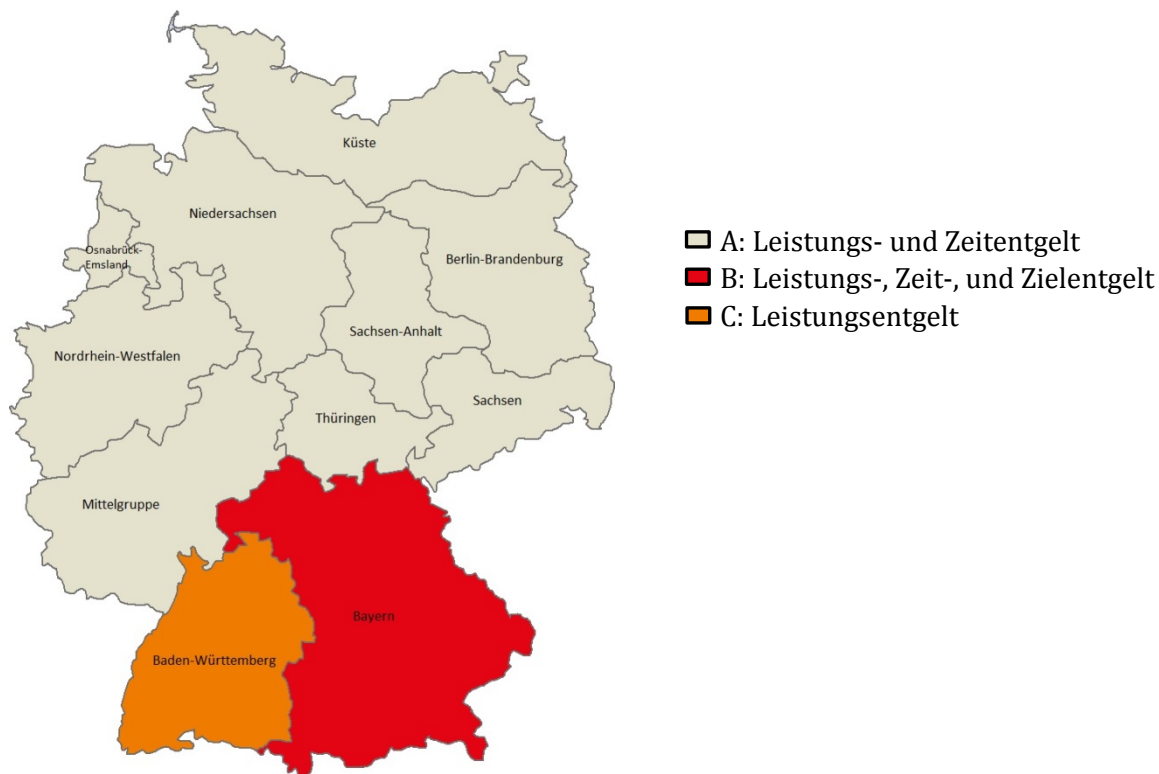 Küste
Niedersachsen
Osnabrück-
Emsland
Berlin-Brandenburg
Sachsen-Anhalt
Nordrhein-Westfalen
Sachsen
Thüringen
Mittelgruppe
Bayern
Baden-Württemberg
A: Leistungs- und Zeitentgelt
B: Leistungs-, Zeit-, und Zielentgelt
C: Leistungsentgelt